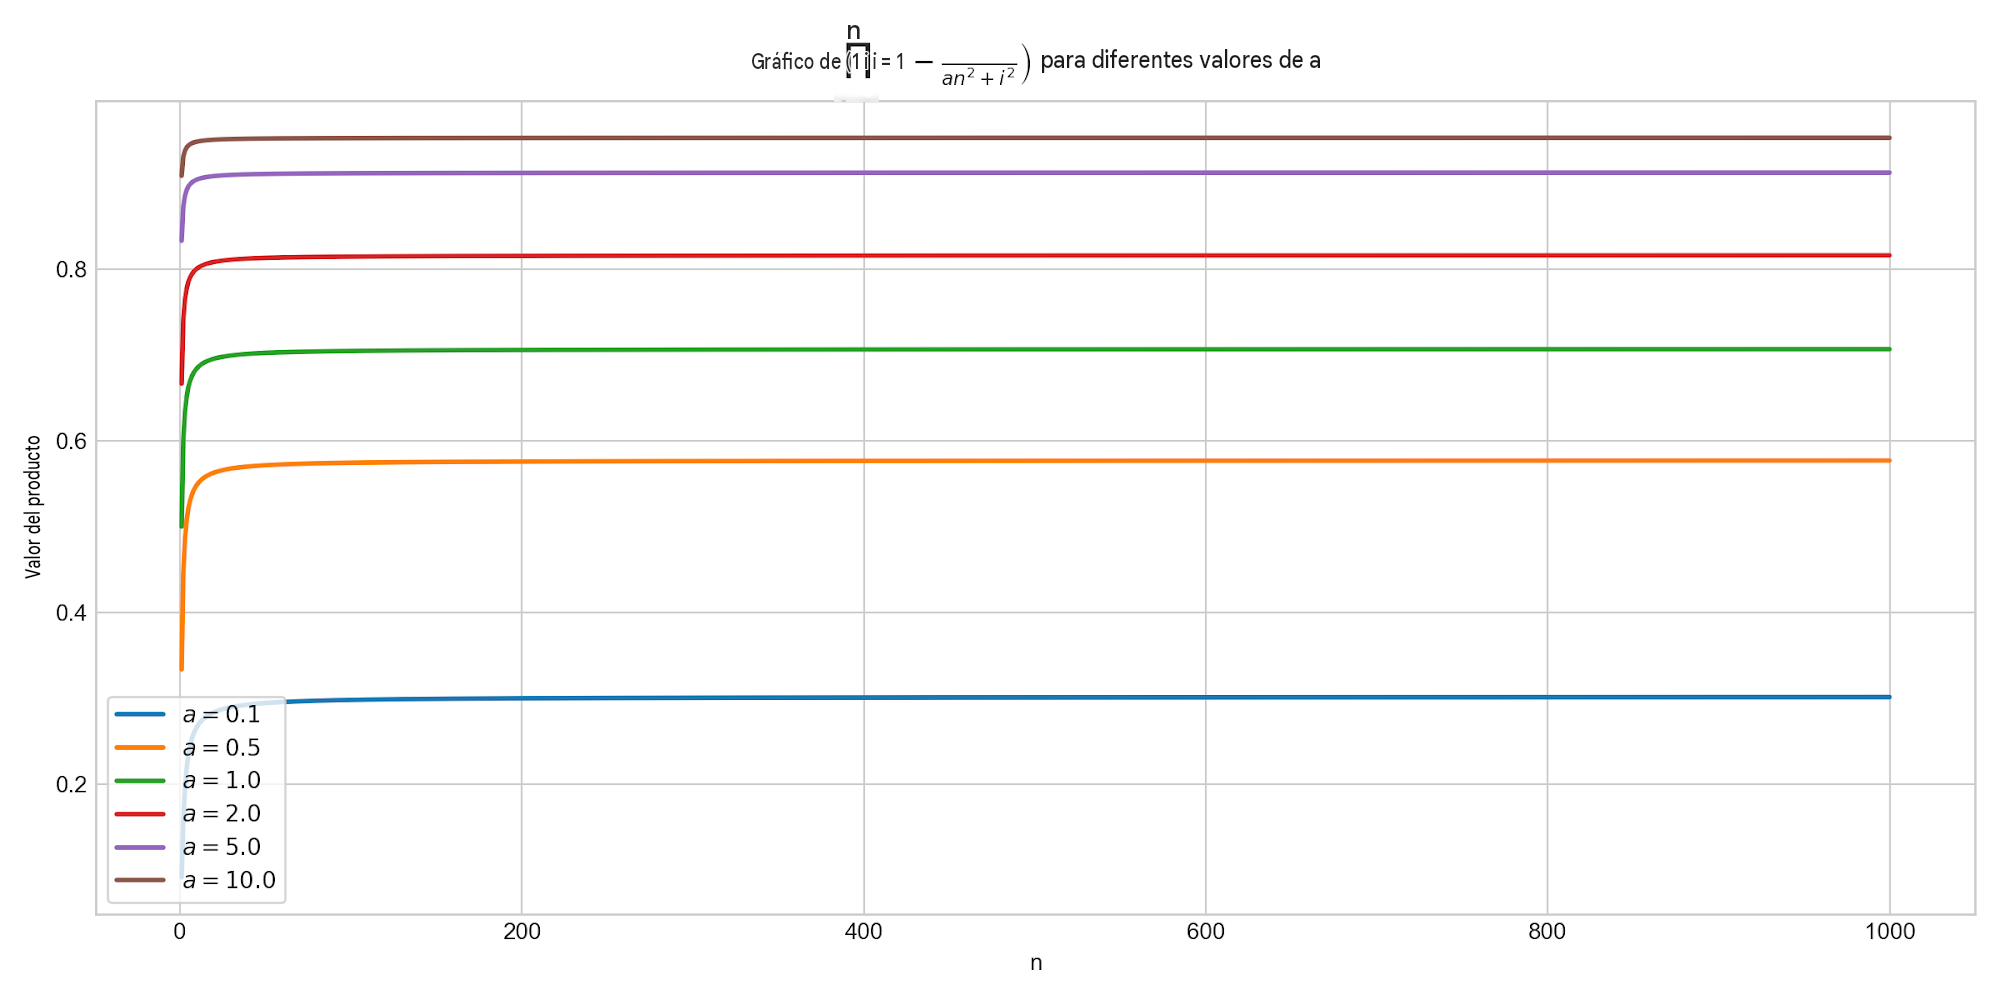 n
Gráfico de (1 i i = 1 − / an² + i² ) para diferentes valores de a
Valor del producto
0.8
0.6
0.4
0.2
a = 0.1
a = 0.5
a = 1.0
a = 2.0
a = 5.0
a = 10.0
0 200 400 600 800 1000
n